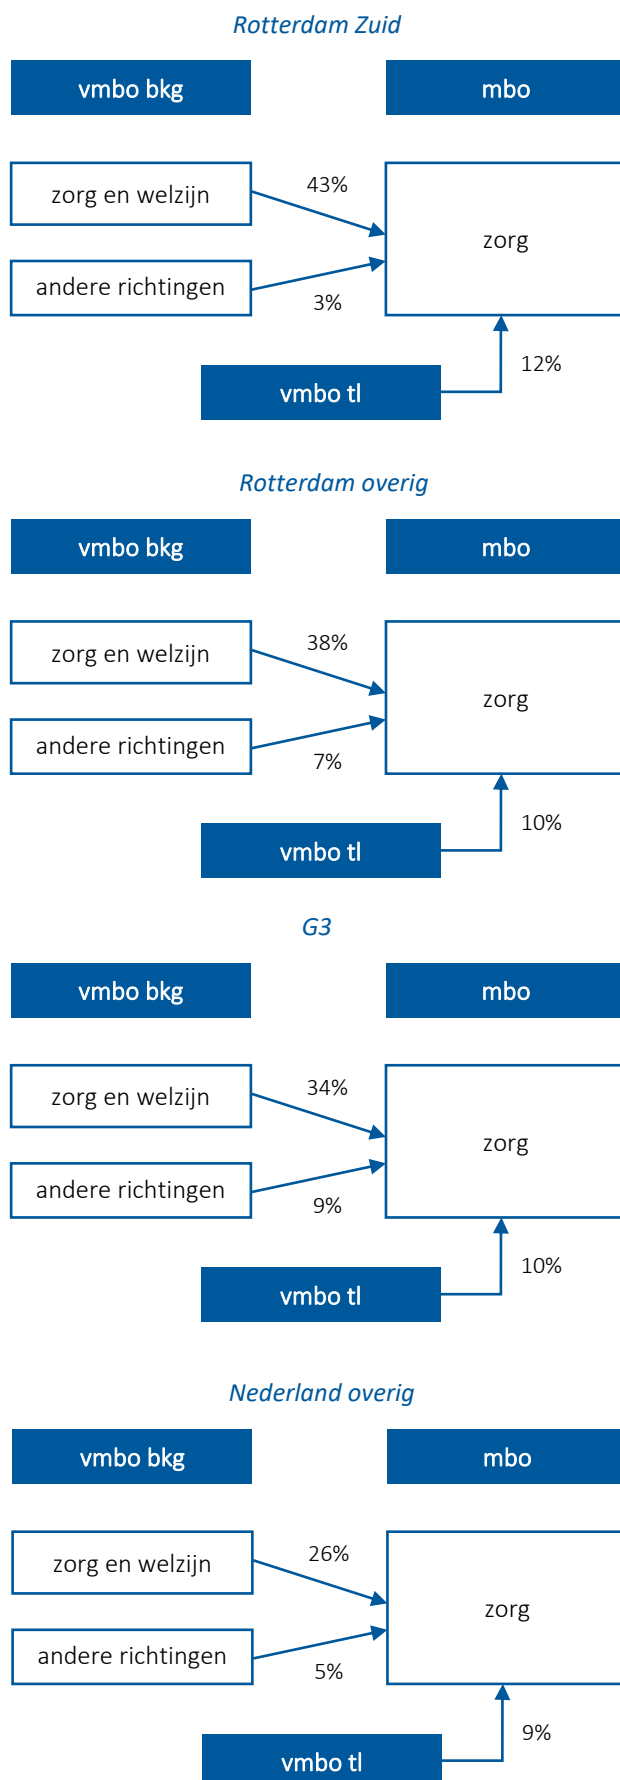 Rotterdam Zuid
vmbo bkg
mbo
zorg en welzijn
43%
zorg
andere richtingen
3%
vmbo tl
12%
Rotterdam overig
vmbo bkg
mbo
zorg en welzijn
38%
zorg
andere richtingen
7%
vmbo tl
10%
G3
vmbo bkg
mbo
zorg en welzijn
34%
zorg
andere richtingen
9%
vmbo tl
10%
Nederland overig
vmbo bkg
mbo
zorg en welzijn
26%
zorg
andere richtingen
5%
vmbo tl
9%